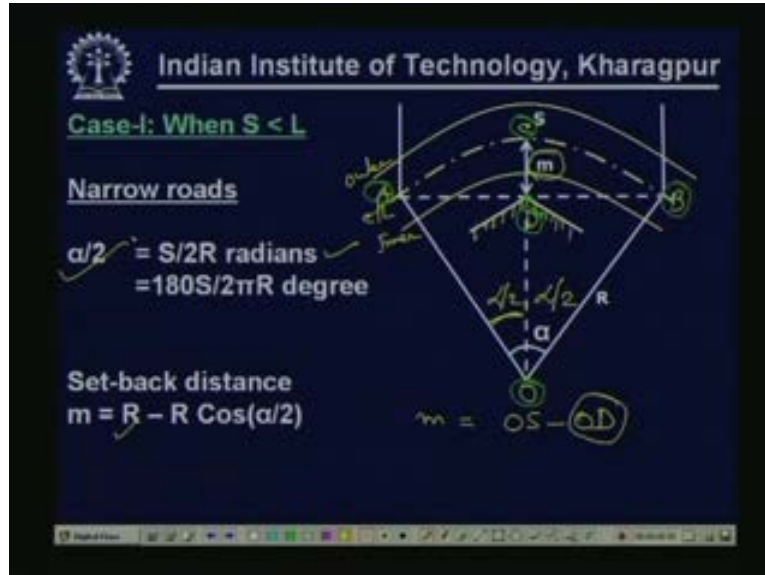 Indian Institute of Technology, Kharagpur
Case-I: When S < L
Narrow roads
α/2 = S/2R radians
=180S/2πR degree
Set-back distance
m = R – R Cos(α/2)
S
C
m
outer
A
B
D
Inner
α/2
α/2
R
α
O
m = OS – OD